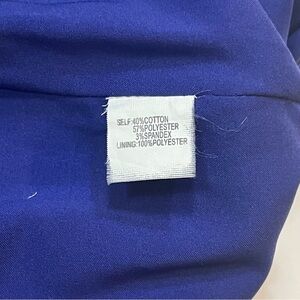 SELF:40%COTTON
57%POLYESTER
3%SPANDEX
LINING:100%POLYESTER